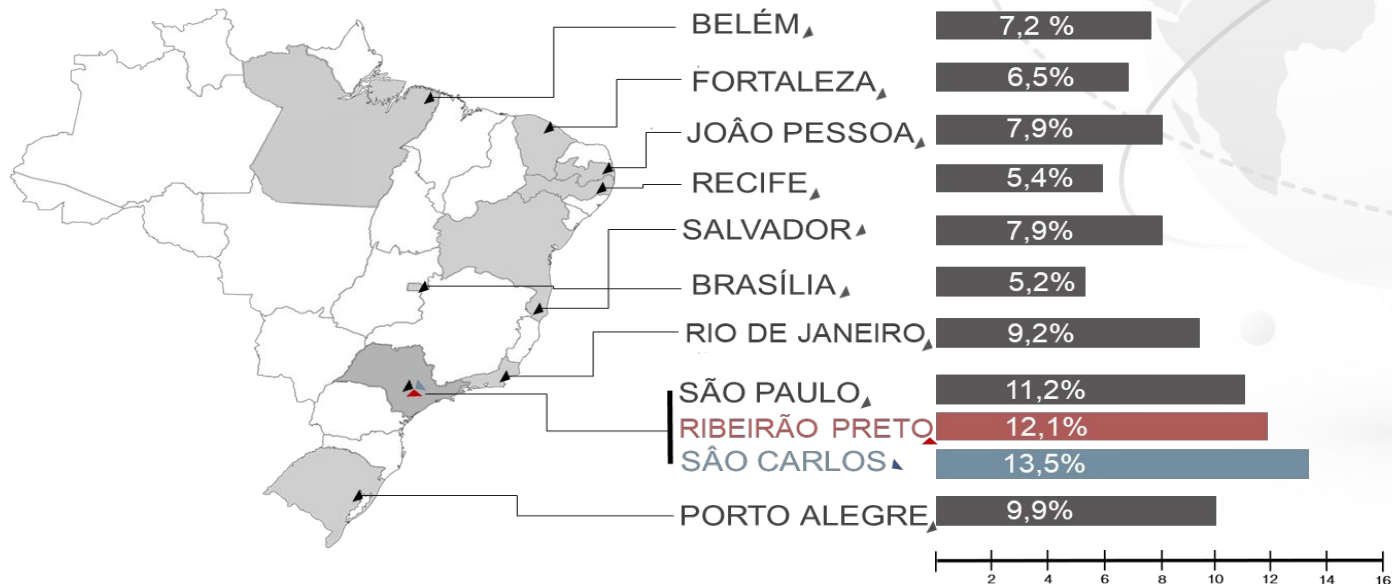 BELÉM 7,2 %
FORTALEZA 6,5%
JOÂO PESSOA 7,9%
RECIFE 5,4%
SALVADOR 7,9%
BRASÍLIA 5,2%
RIO DE JANEIRO 9,2%
SÃO PAULO 11,2%
RIBEIRÃO PRETO 12,1%
SÂO CARLOS 13,5%
PORTO ALEGRE 9,9%
2 4 6 8 10 12 14 16